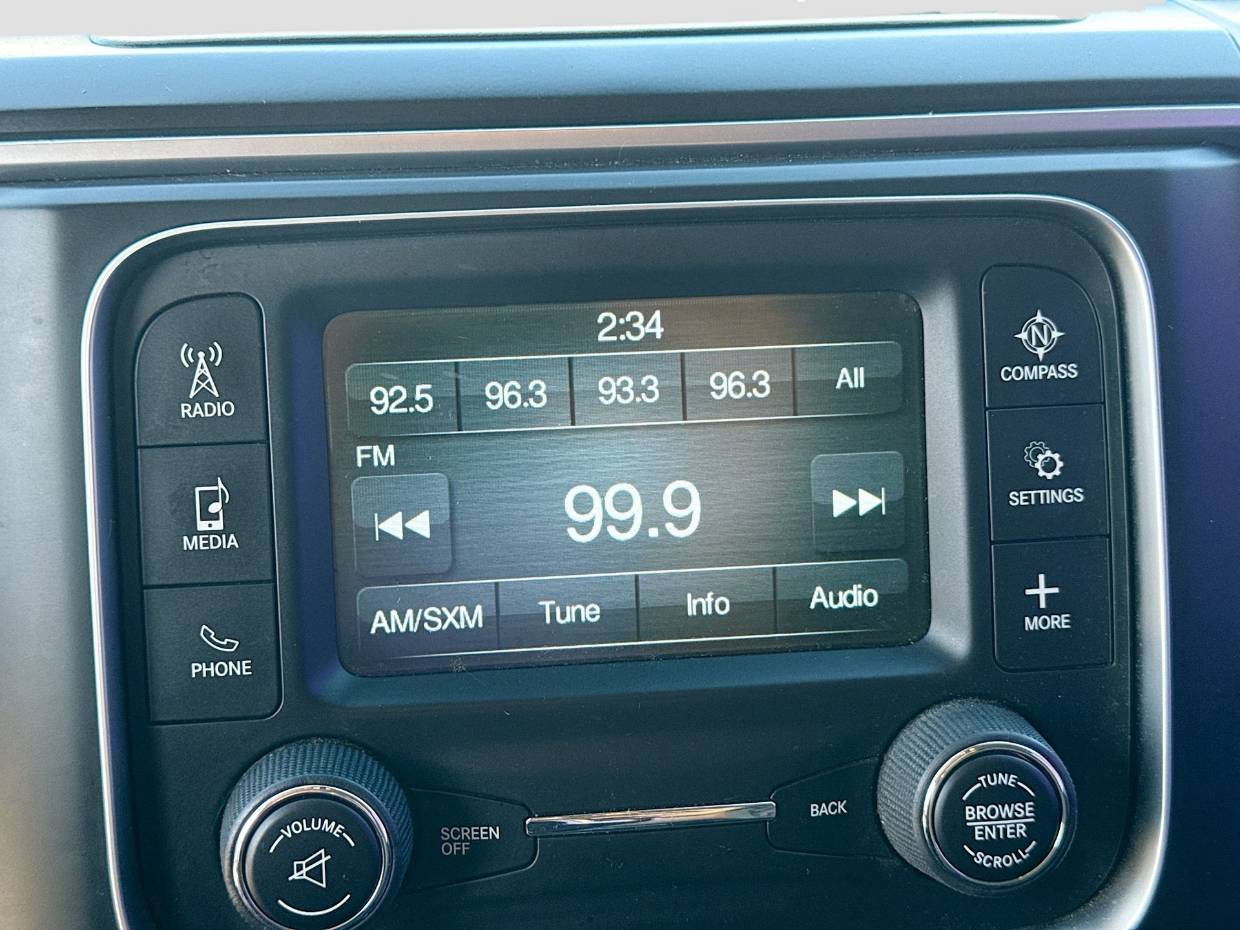 2:34
92.5 96.3 93.3 96.3 All
FM
99.9
AM/SXM Tune Info Audio
RADIO
MEDIA
PHONE
N
COMPASS
SETTINGS
MORE
VOLUME
SCREEN
OFF
BACK
TUNE
BROWSE
ENTER
SCROLL